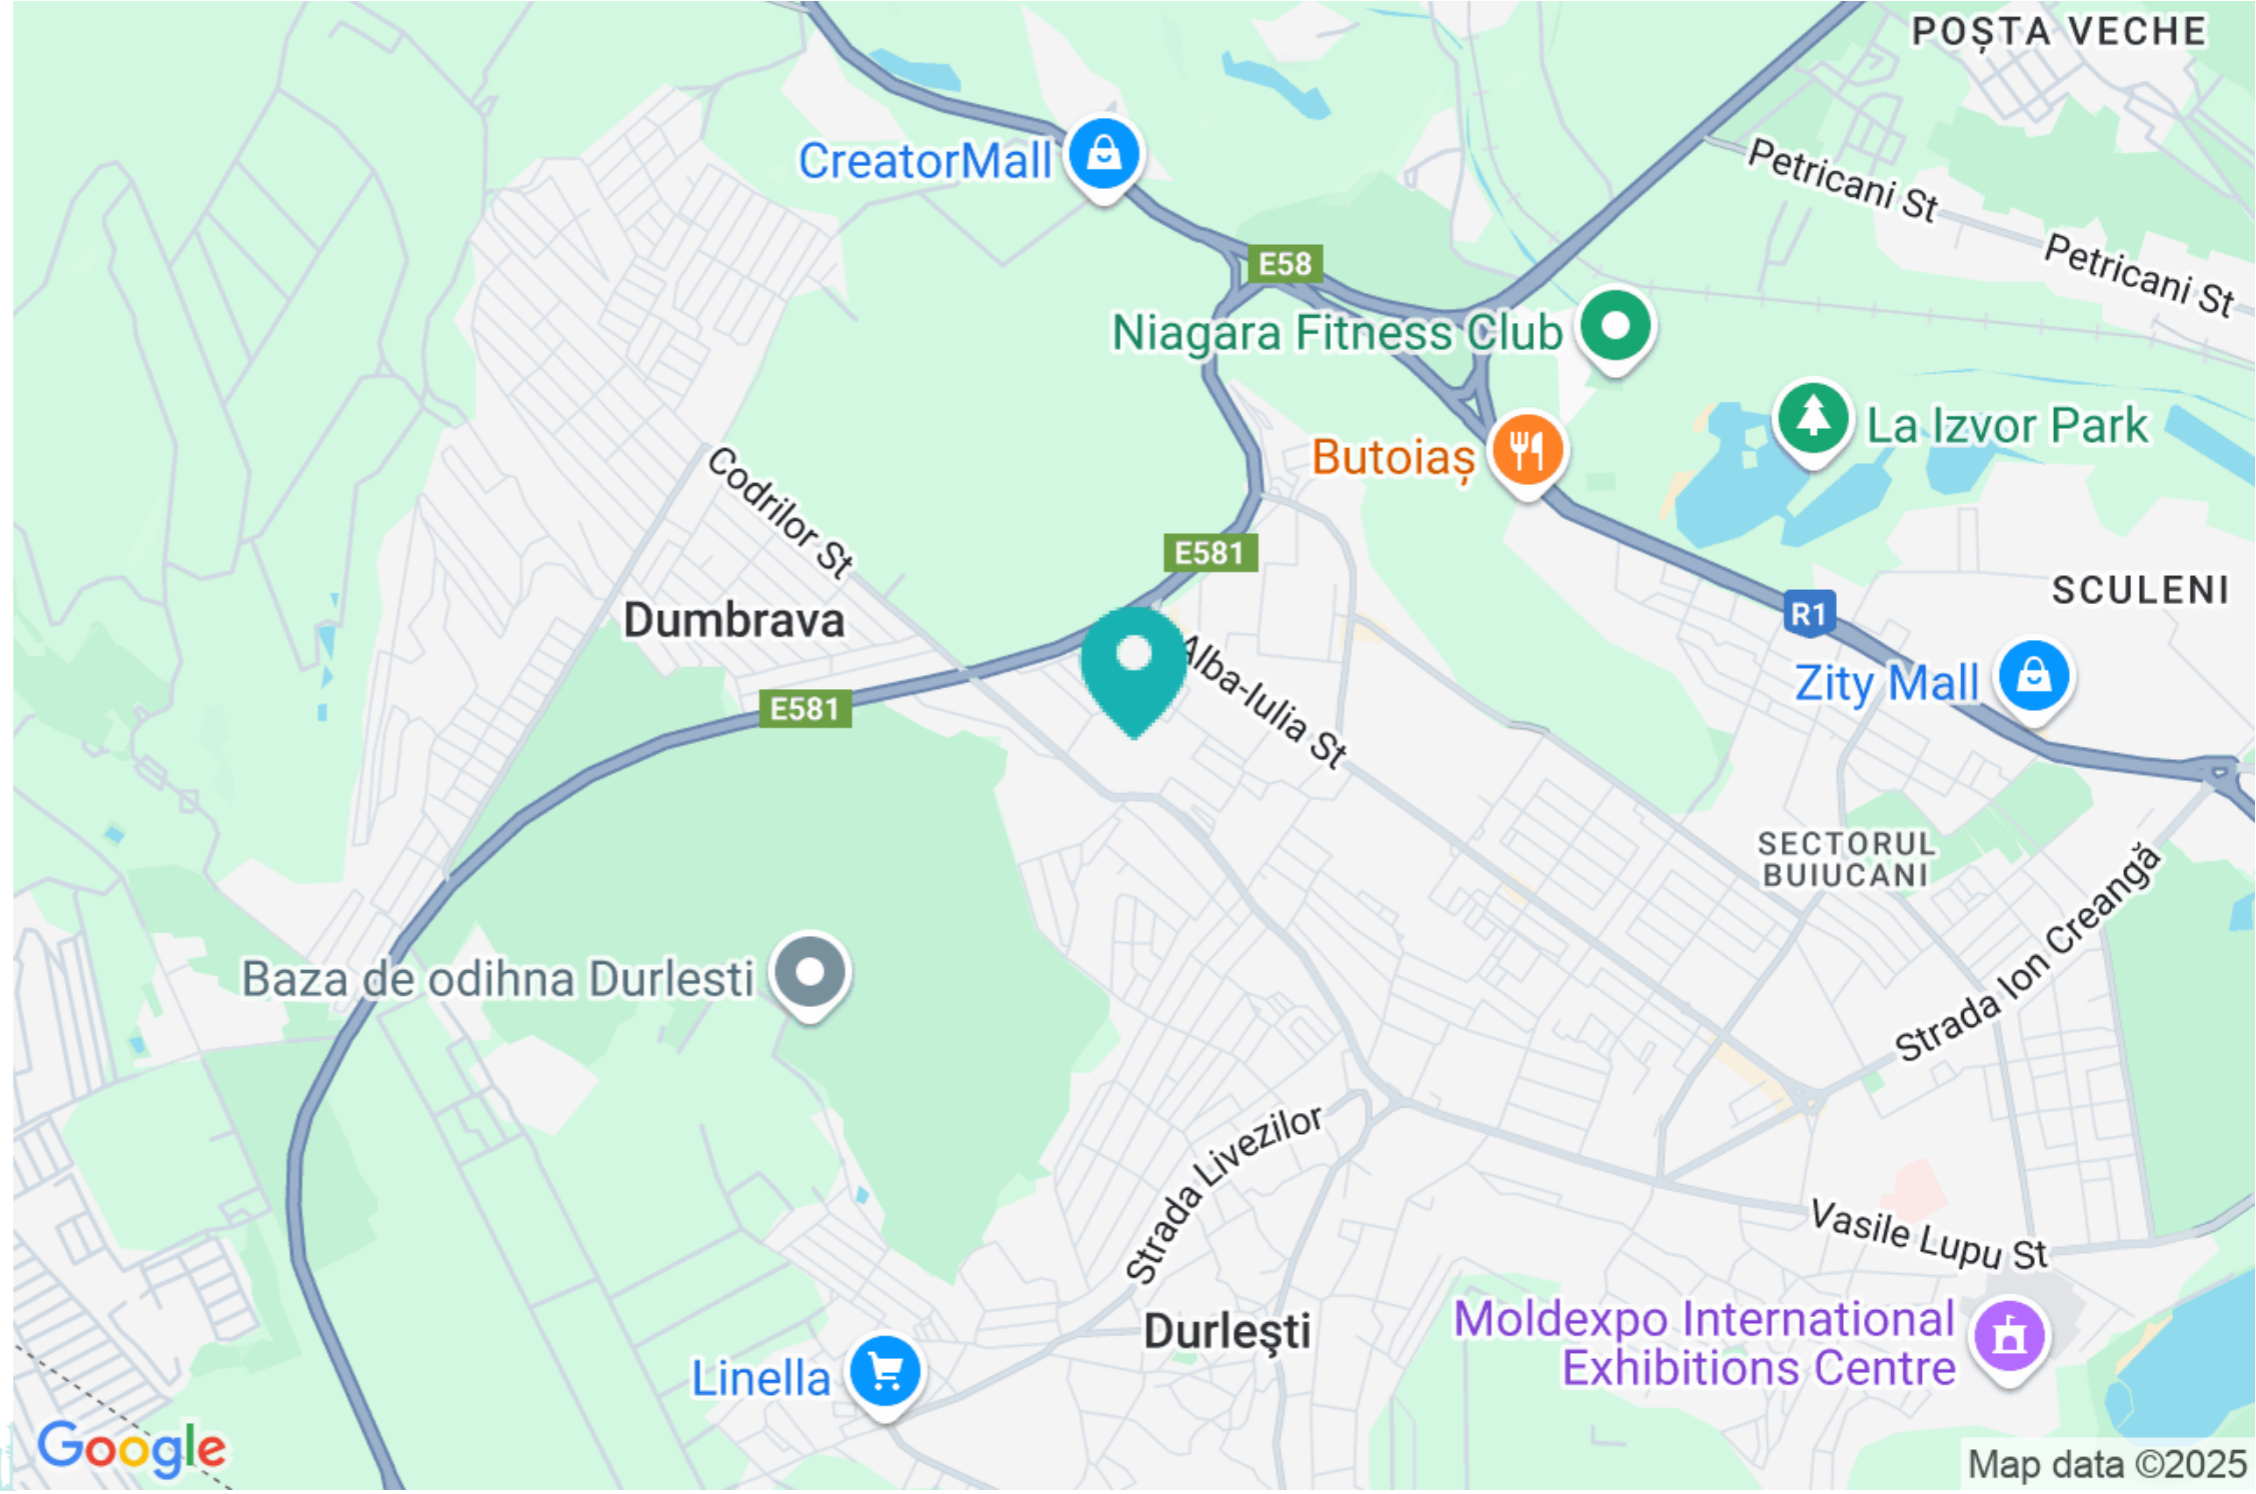 POȘTA VECHE
CreatorMall
Petricani St
Petricani St
E58
Niagara Fitness Club
La Izvor Park
Butoiaș
Codrilor St
E581
SCULENI
Dumbrava
R1
Alba-Iulia St
Zity Mall
E581
SECTORUL
BUIUCANI
Strada Ion Creangă
Baza de odihna Durlesti
Strada Livezilor
Vasile Lupu St
Durleşti
Moldexpo International
Exhibitions Centre
Linella
Google
Map data ©2025